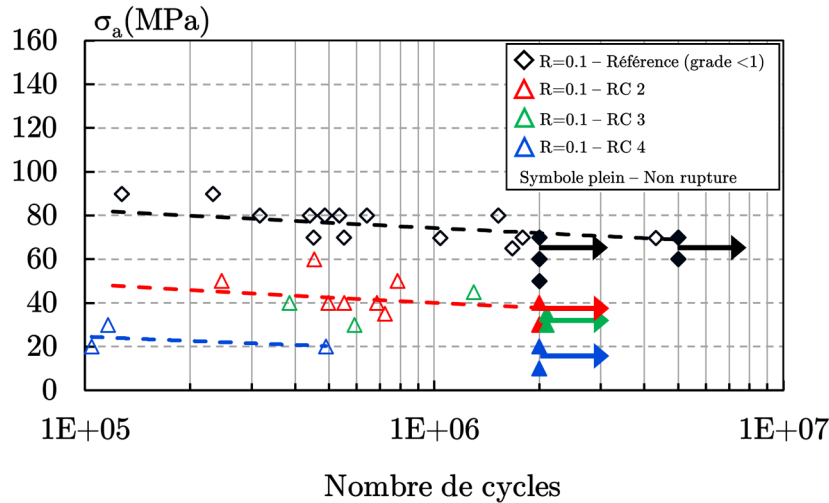 σa(MPa)
160
140
120
100
80
60
40
20
0
1E+05
1E+06
1E+07
Nombre de cycles
R=0.1 – Référence (grade <1)
R=0.1 – RC 2
R=0.1 – RC 3
R=0.1 – RC 4
Symbole plein – Non rupture